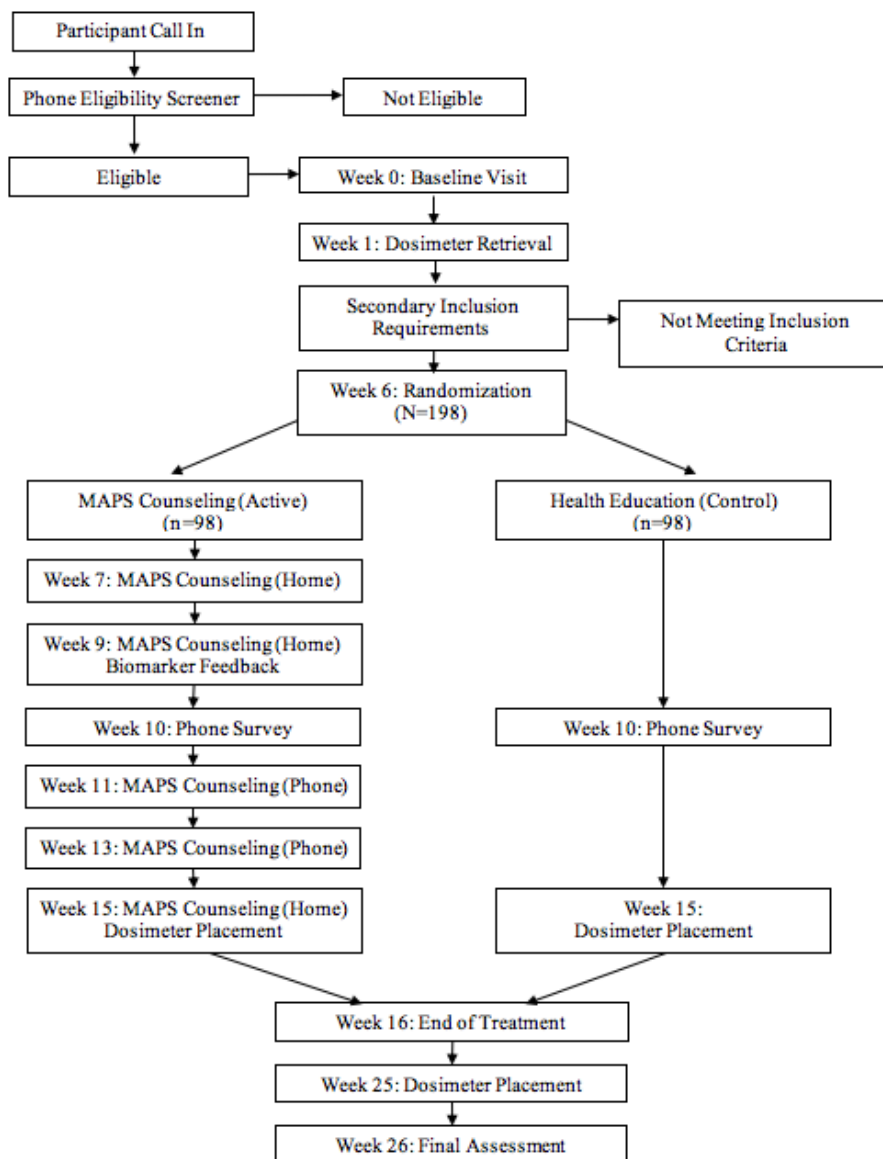 Participant Call In
Phone Eligibility Screener
Not Eligible
Eligible
Week 0: Baseline Visit
Week 1: Dosimeter Retrieval
Secondary Inclusion
Requirements
Not Meeting Inclusion
Criteria
Week 6: Randomization
(N=198)
MAPS Counseling (Active)
(n=98)
Health Education (Control)
(n=98)
Week 7: MAPS Counseling (Home)
Week 9: MAPS Counseling (Home)
Biomarker Feedback
Week 10: Phone Survey
Week 10: Phone Survey
Week 11: MAPS Counseling (Phone)
Week 13: MAPS Counseling (Phone)
Week 15: MAPS Counseling (Home)
Dosimeter Placement
Week 15:
Dosimeter Placement
Week 16: End of Treatment
Week 25: Dosimeter Placement
Week 26: Final Assessment